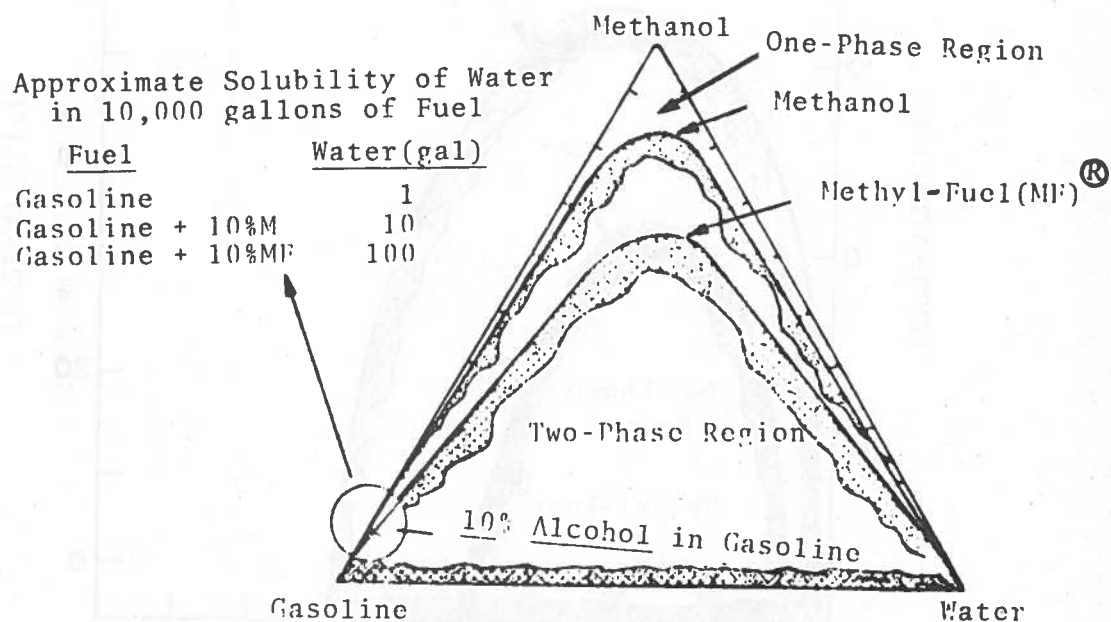 Methanol
One-Phase Region
Approximate Solubility of Water
in 10,000 gallons of Fuel
Methanol
Fuel Water(gal)
Methyl-Fuel(MF)®
Gasoline 1
Gasoline + 10%M 10
Gasoline + 10%MF 100
Two-Phase Region
10% Alcohol in Gasoline
Gasoline
Water